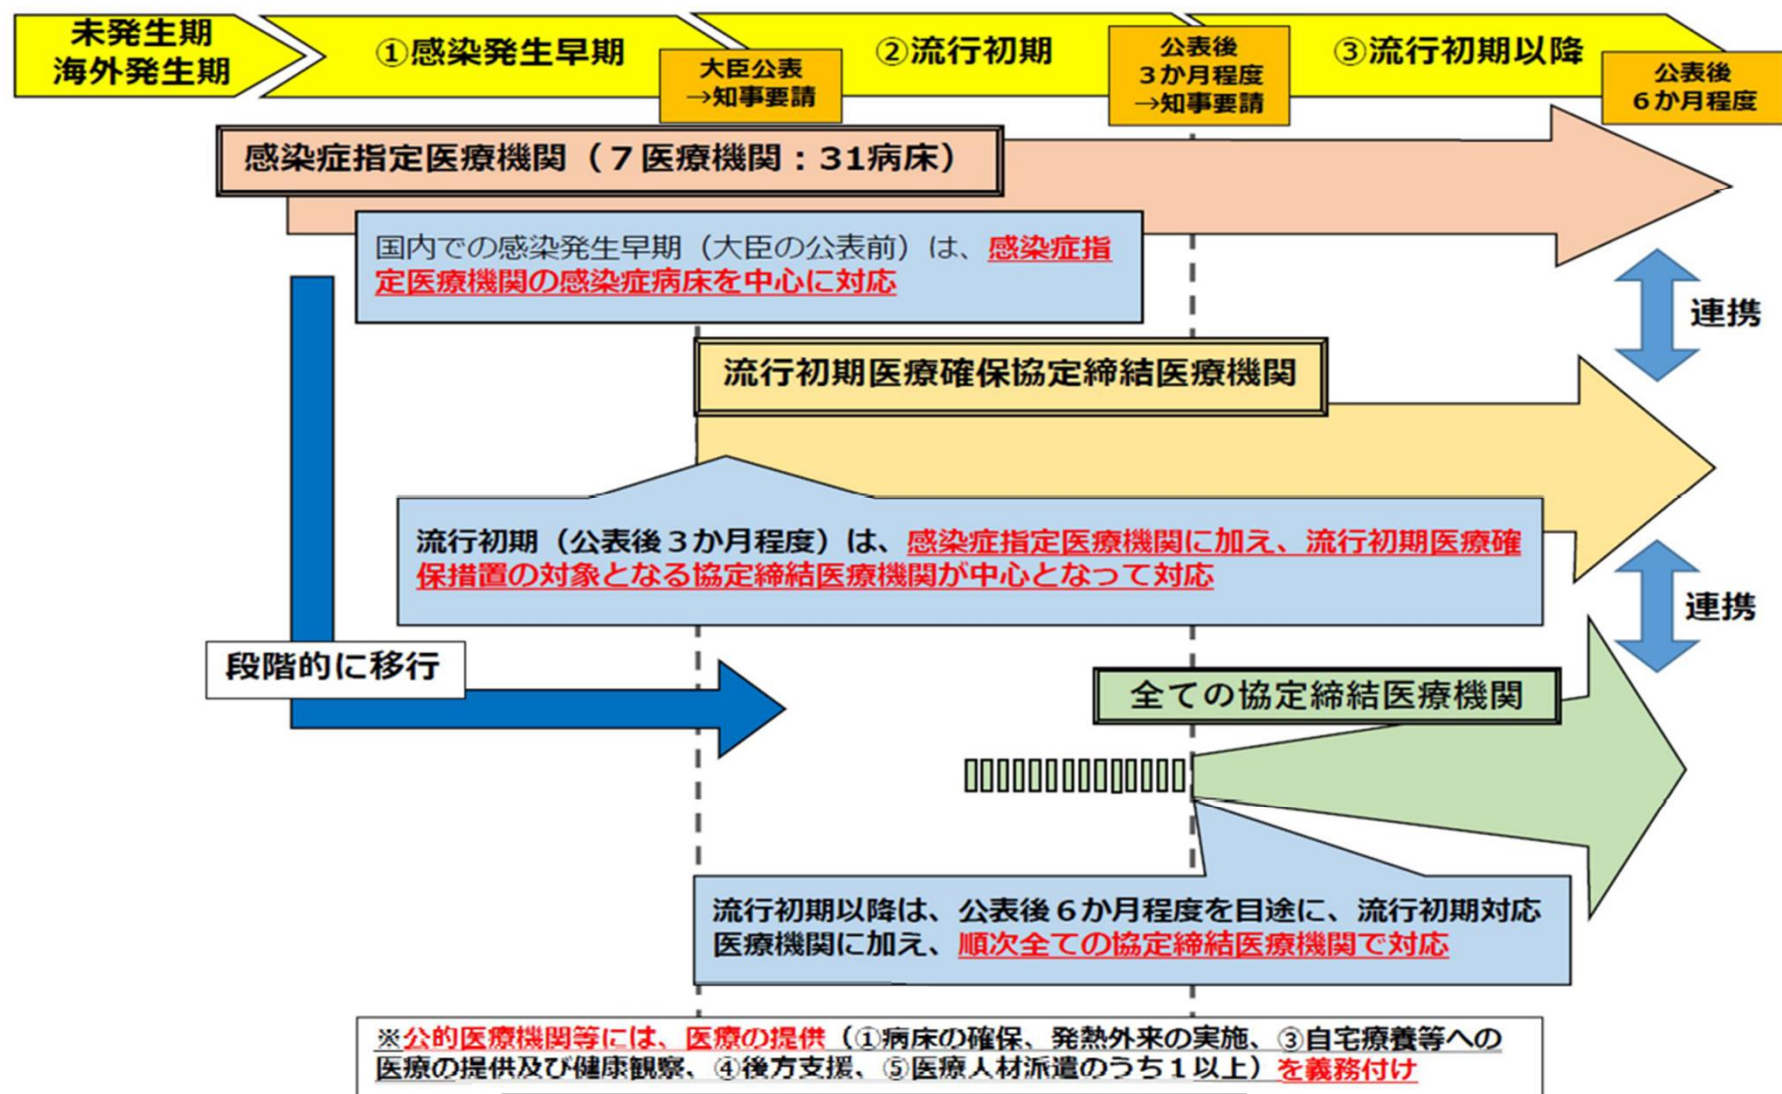 未発生期
海外発生期
①感染発生早期
大臣公表
→知事要請
②流行初期
公表後
3か月程度
→知事要請
③流行初期以降
公表後
6か月程度
感染症指定医療機関（7医療機関：31病床）
国内での感染発生早期（大臣の公表前）は、感染症指
定医療機関の感染症病床を中心に対応
連携
流行初期医療確保協定締結医療機関
流行初期（公表後３か月程度）は、感染症指定医療機関に加え、流行初期医療確
保措置の対象となる協定締結医療機関が中心となって対応
連携
段階的に移行
全ての協定締結医療機関
流行初期以降は、公表後６か月程度を目途に、流行初期対応
医療機関に加え、順次全ての協定締結医療機関で対応
※公的医療機関等には、医療の提供（①病床の確保、発熱外来の実施、③自宅療養等への
医療の提供及び健康観察、④後方支援、⑤医療人材派遣のうち１以上）を義務付け